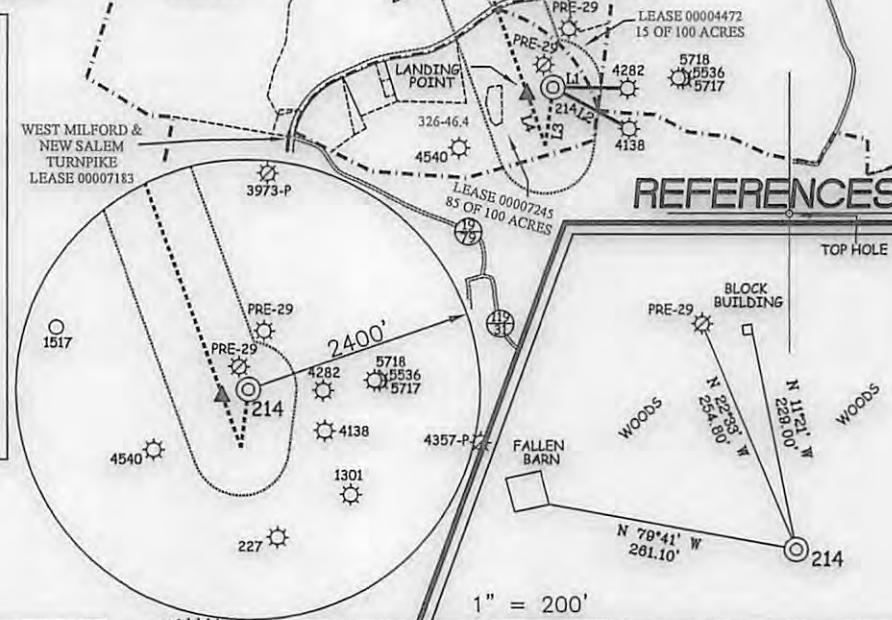 PRE-29
LEASE 00004472
15 OF 100 ACRES
PRE-29
LANDING
POINT
L1
4282
5718
5536
5717
214
L2
4138
L4
L3
326-46.4
4540
WEST MILFORD &
NEW SALEM
TURNPIKE
LEASE 00007183
3973-P
LEASE 00007245
85 OF 100 ACRES
19
79
119
31
REFERENCES
TOP HOLE
1517
PRE-29
PRE-29
2400'
4282
5718
5536
5717
214
4138
4540
4357-P
1301
227
BLOCK
BUILDING
PRE-29
WOODS
N 22°33' W
254.80'
N 11°21' W
229.00'
WOODS
FALLEN
BARN
N 79°41' W
261.10'
214
1" = 200'